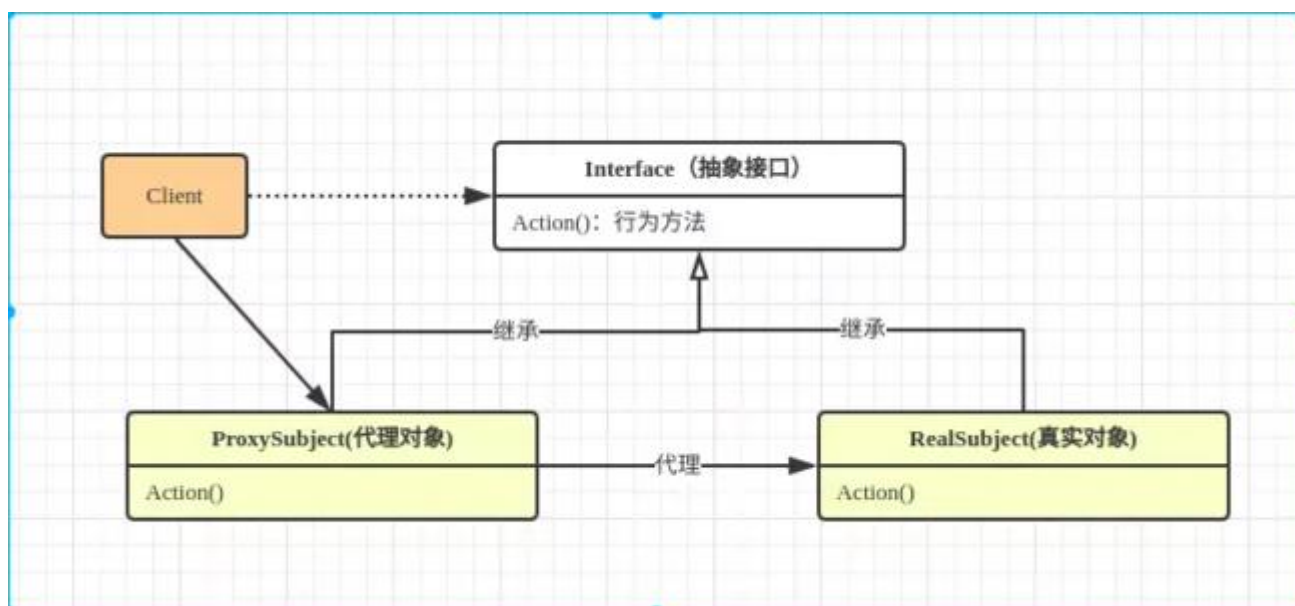 Client
Interface（抽象接口）
Action()：行为方法
继承
继承
ProxySubject(代理对象)
Action()
代理
RealSubject(真实对象)
Action()